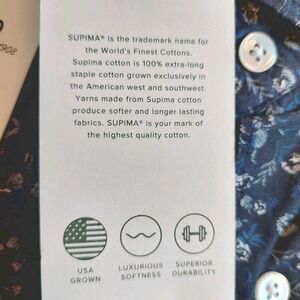 SUPIMA® is the trademark name for
the World's Finest Cottons.
Supima cotton is 100% extra-long
staple cotton grown exclusively in
the American west and southwest.
Yarns made from Supima cotton
produce softer and longer lasting
fabrics. SUPIMA® is your mark of
the highest quality cotton.
USA
GROWN
LUXURIOUS
SOFTNESS
SUPERIOR
DURABILITY